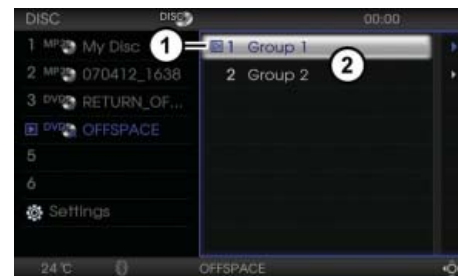 DISC DISC 00:00
1 MP3 My Disc
2 MP3 070412_1638
3 DVD RETURN_OF...
DVD OFFSPACE
5
6
Settings
1
1 Group 1
2 Group 2
2
24 °C OFFSPACE